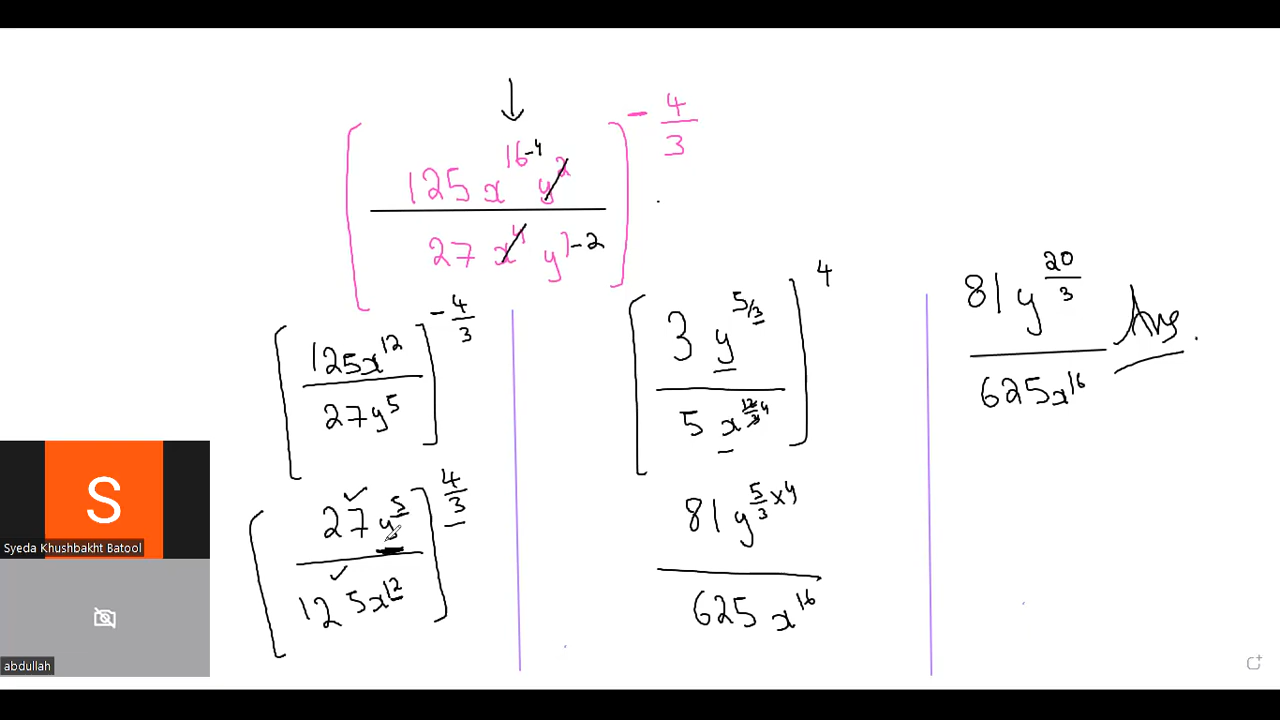 [ 125 x^16-4 y^2 / 27 x^4 y^7-2 ]^-4/3
[ 125x^12 / 27y^5 ]^-4/3
[ 27y^5 / 125x^12 ]^4/3
[ 3 y^5/3 / 5 x^12/3 4 ]^4
81 y^5/3 x 4 / 625 x^16
81 y^20/3 / 625x^16 Ans.
S
Syeda Khushbakht Batool
abdullah